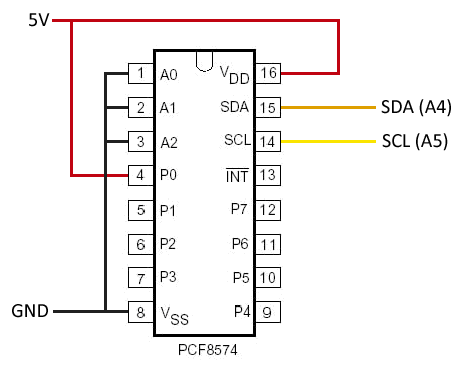 5V
1 A0 VDD 16
2 A1 SDA 15 SDA (A4)
3 A2 SCL 14 SCL (A5)
4 P0 INT 13
5 P1 P7 12
6 P2 P6 11
7 P3 P5 10
GND 8 VSS P4 9
PCF8574